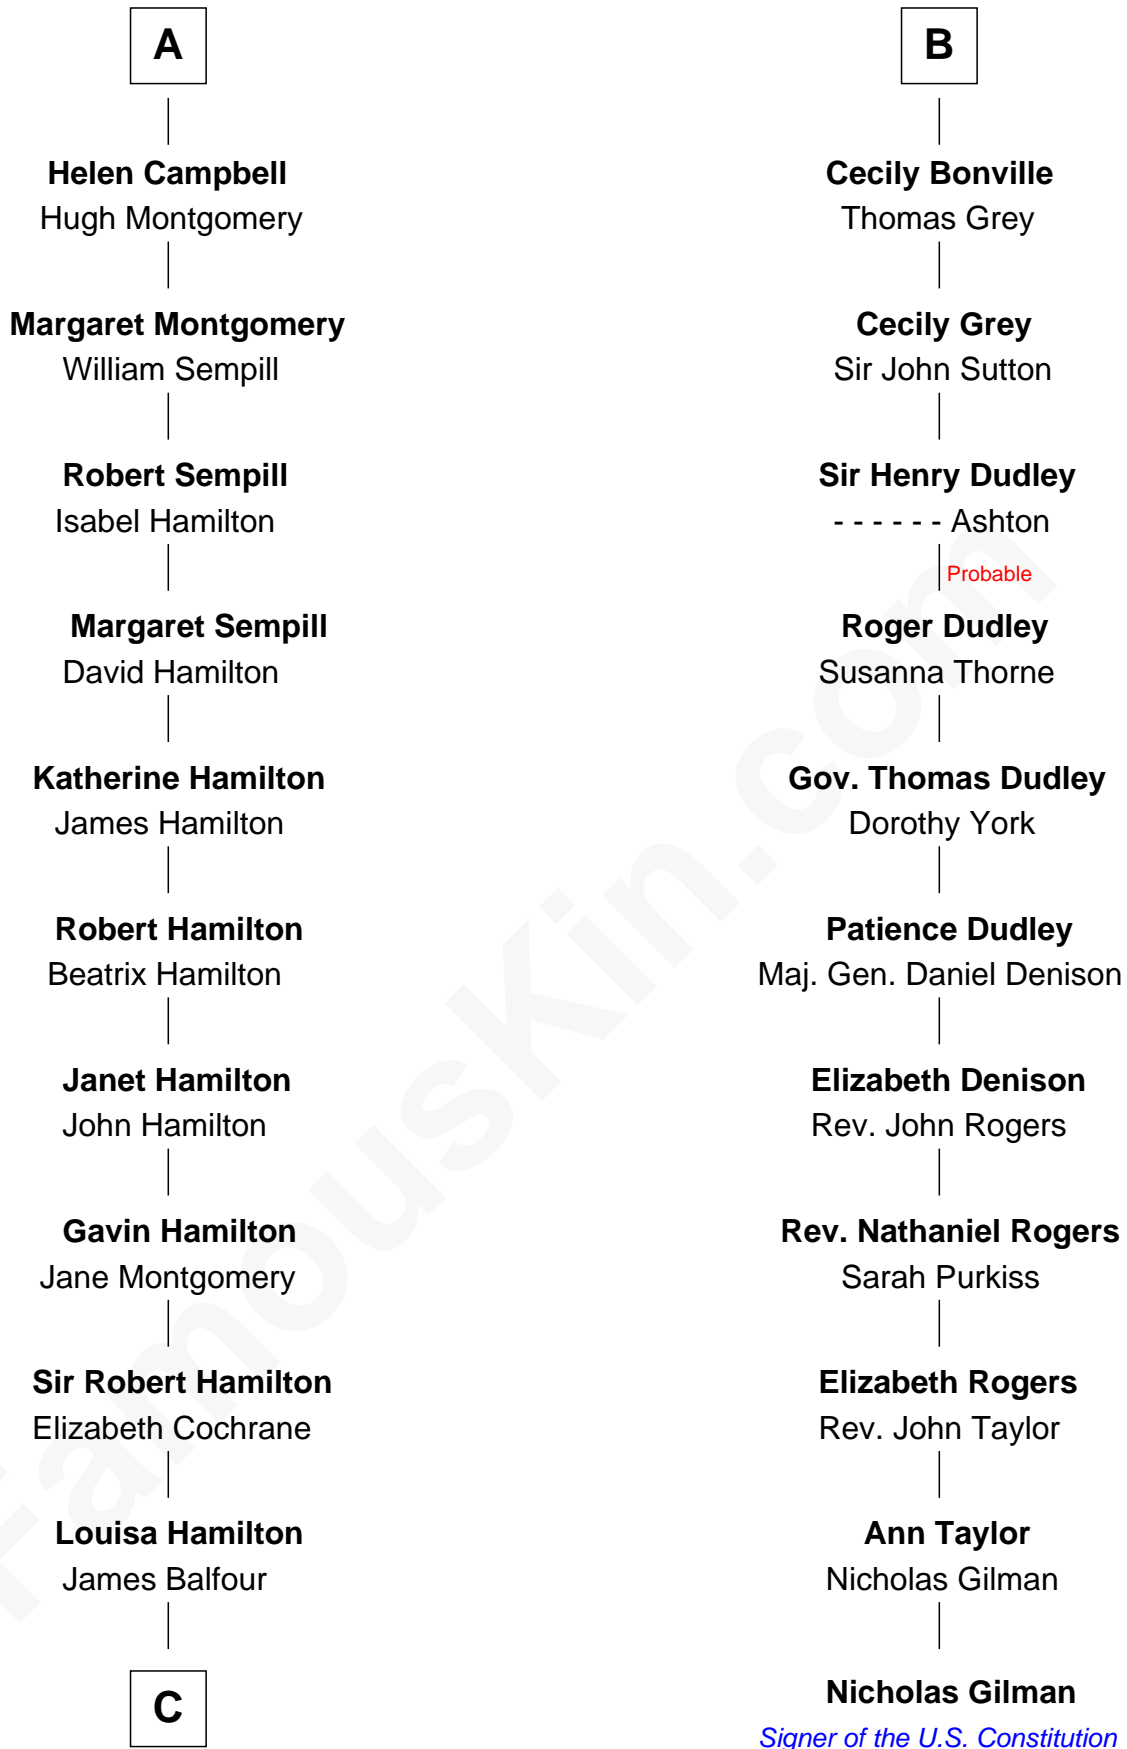 A
Helen Campbell
Hugh Montgomery
Margaret Montgomery
William Sempill
Robert Sempill
Isabel Hamilton
Margaret Sempill
David Hamilton
Katherine Hamilton
James Hamilton
Robert Hamilton
Beatrix Hamilton
Janet Hamilton
John Hamilton
Gavin Hamilton
Jane Montgomery
Sir Robert Hamilton
Elizabeth Cochrane
Louisa Hamilton
James Balfour
C
B
Cecily Bonville
Thomas Grey
Cecily Grey
Sir John Sutton
Sir Henry Dudley
- - - - - - Ashton
Probable
Roger Dudley
Susanna Thorne
Gov. Thomas Dudley
Dorothy York
Patience Dudley
Maj. Gen. Daniel Denison
Elizabeth Denison
Rev. John Rogers
Rev. Nathaniel Rogers
Sarah Purkiss
Elizabeth Rogers
Rev. John Taylor
Ann Taylor
Nicholas Gilman
Nicholas Gilman
Signer of the U.S. Constitution
FamousKin.com